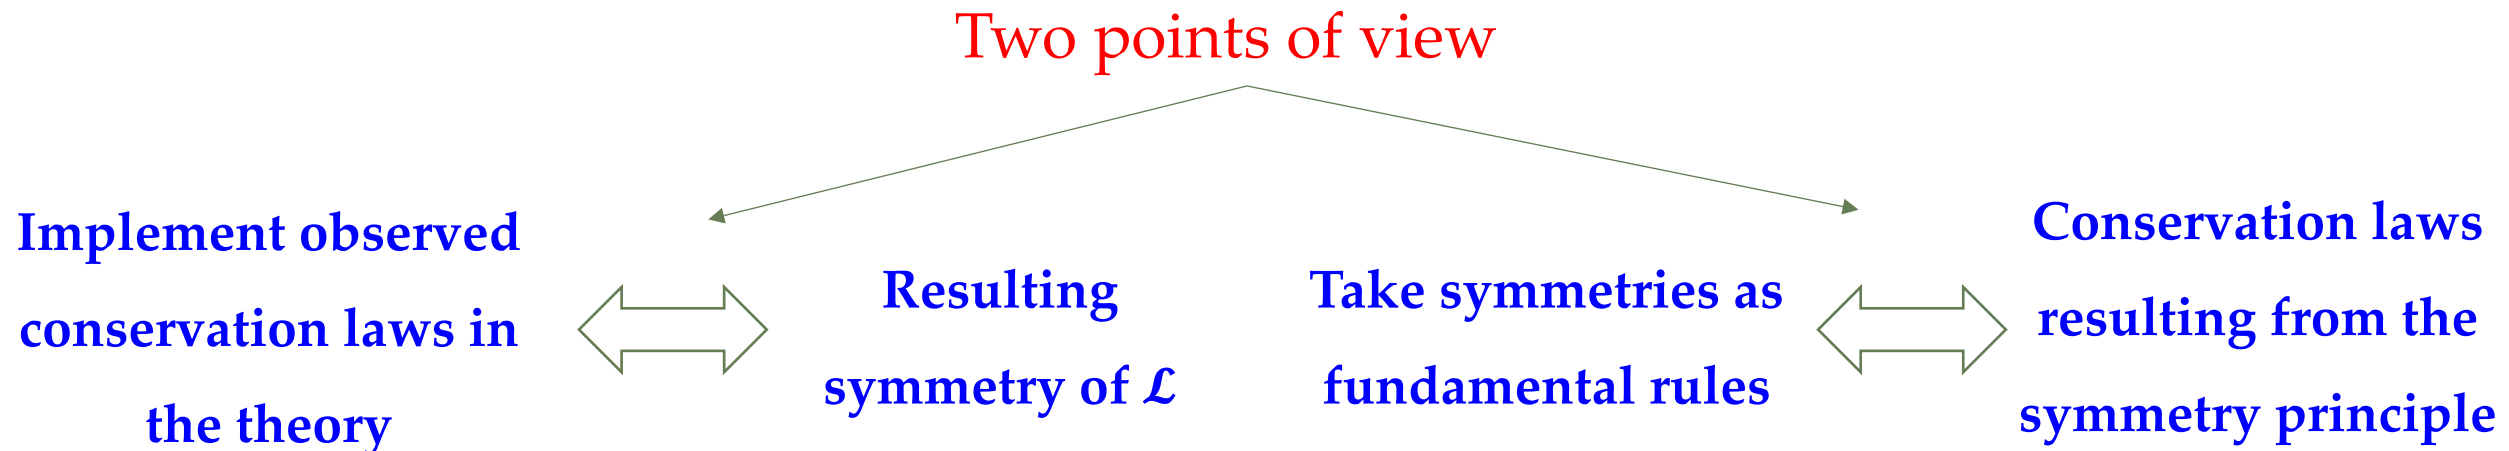 Two points of view
Implement observed
conservation laws in
the theory
Resulting
symmetry of ℒ
Take symmetries as
fundamental rules
Conservation laws
resulting from the
symmetry principles